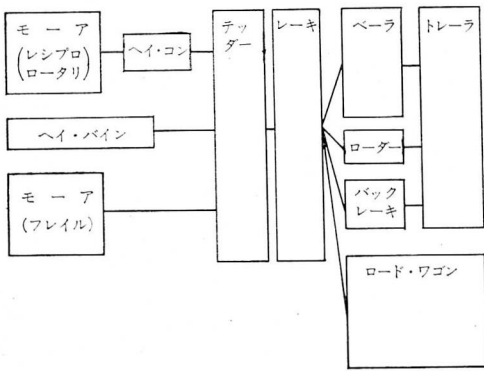 モーア
(レシプロ
ロータリ)
ヘイ・コン
テッ
ダー
レーキ
ベーラ
トレーラ
ヘイ・バイン
ローダー
モーア
(フレイル)
バック
レーキ
ロード・ワゴン